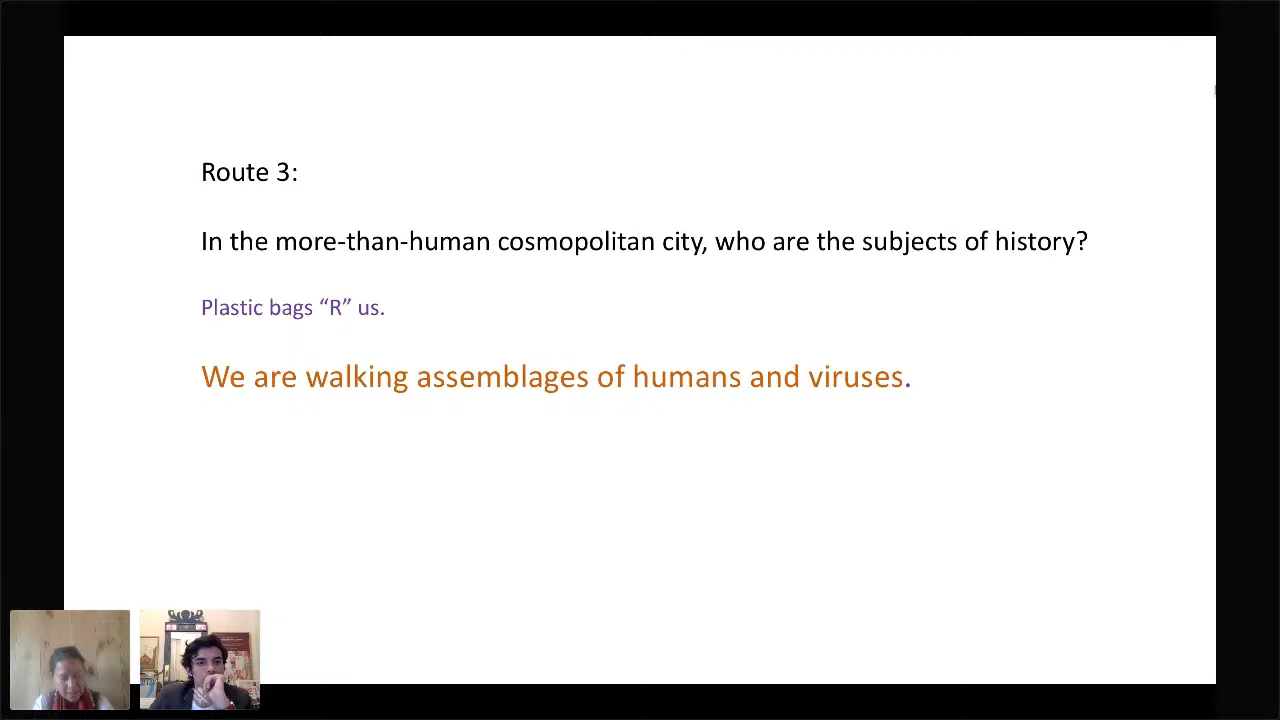 Route 3:
In the more-than-human cosmopolitan city, who are the subjects of history?
Plastic bags “R” us.
We are walking assemblages of humans and viruses.